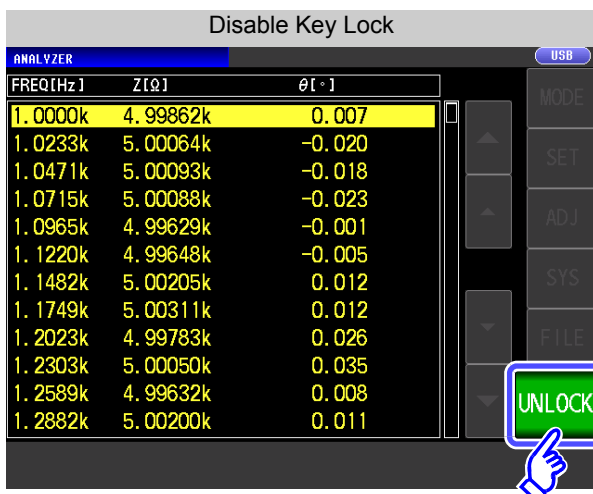 Disable Key Lock
ANALYZER USB
FREQ[Hz] Z[Ω] θ[°]
MODE
1.0000k 4.99862k 0.007
1.0233k 5.00064k -0.020
SET
1.0471k 5.00093k -0.018
1.0715k 5.00088k -0.023
ADJ
1.0965k 4.99629k -0.001
1.1220k 4.99648k -0.005
SYS
1.1482k 5.00205k 0.012
1.1749k 5.00311k 0.012
FILE
1.2023k 4.99783k 0.026
1.2303k 5.00050k 0.035
1.2589k 4.99632k 0.008
UNLOCK
1.2882k 5.00200k 0.011